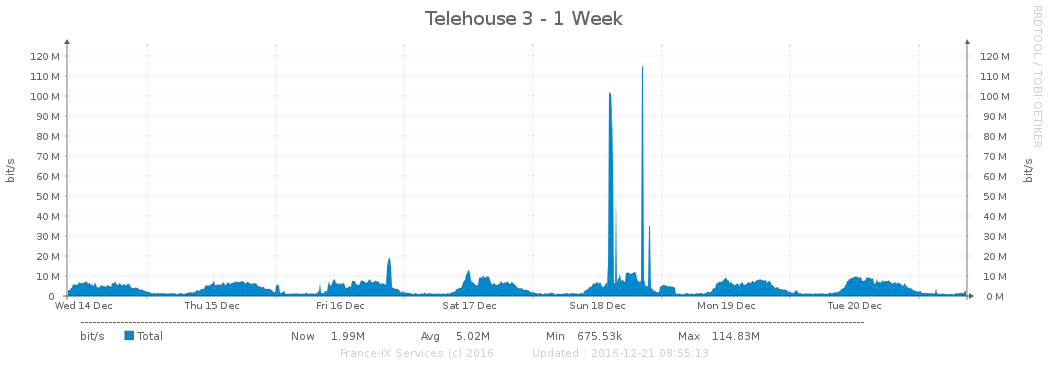 Telehouse 3 - 1 Week
RRDTOOL / TOBI OETIKER
bit/s
bit/s
120 M 120 M
110 M 110 M
100 M 100 M
90 M 90 M
80 M 80 M
70 M 70 M
60 M 60 M
50 M 50 M
40 M 40 M
30 M 30 M
20 M 20 M
10 M 10 M
0 0 M
Wed 14 Dec Thu 15 Dec Fri 16 Dec Sat 17 Dec Sun 18 Dec Mon 19 Dec Tue 20 Dec
bit/s Total Now 1.99M Avg 5.02M Min 675.53k Max 114.83M
France-IX Services (c) 2016 Updated : 2016-12-21 08:55:13